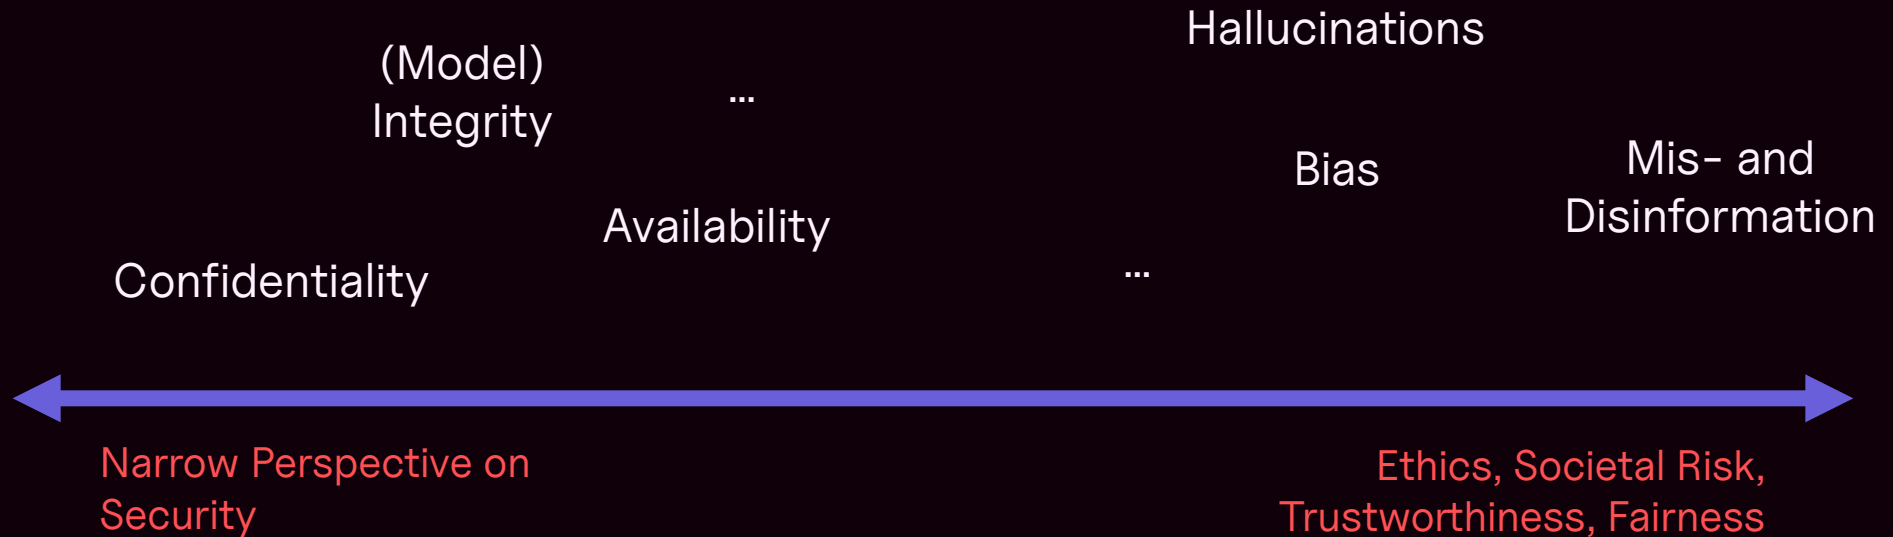 Hallucinations
(Model)
Integrity
...
Bias
Mis- and
Disinformation
Availability
Confidentiality
...
Narrow Perspective on
Security
Ethics, Societal Risk,
Trustworthiness, Fairness